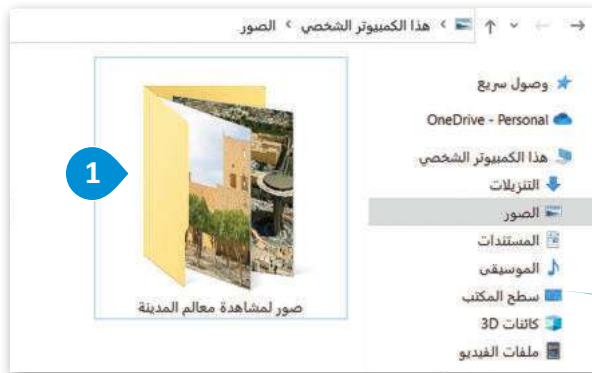 هذا الكمبيوتر الشخصي > الصور
وصول سريع
OneDrive - Personal
هذا الكمبيوتر الشخصي
التنزيلات
الصور
المستندات
الموسيقى
سطح المكتب
كائنات 3D
ملفات الفيديو
1
صور لمشاهدة معالم المدينة